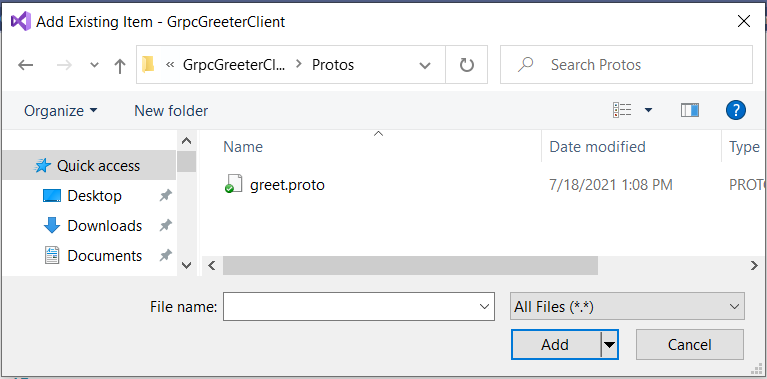 Add Existing Item - GrpcGreeterClient
« GrpcGreeterCl... > Protos
Search Protos
Organize
New folder
Name
Date modified
Type
Quick access
Desktop
Downloads
Documents
greet.proto
7/18/2021 1:08 PM
PROTO
File name:
All Files (*.*)
Add
Cancel